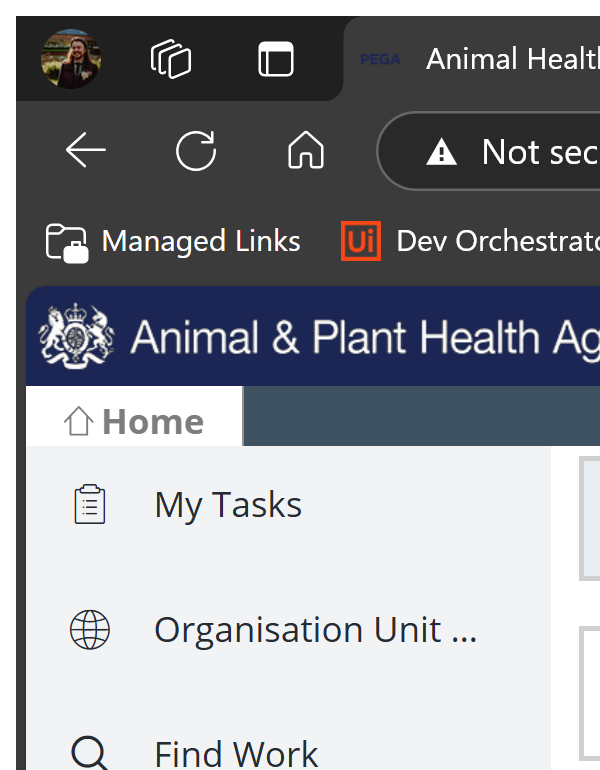 PEGA Animal Healt
Not sec
Managed Links Ui Dev Orchestrato
Animal & Plant Health Ag
Home
My Tasks
Organisation Unit ...
Find Work